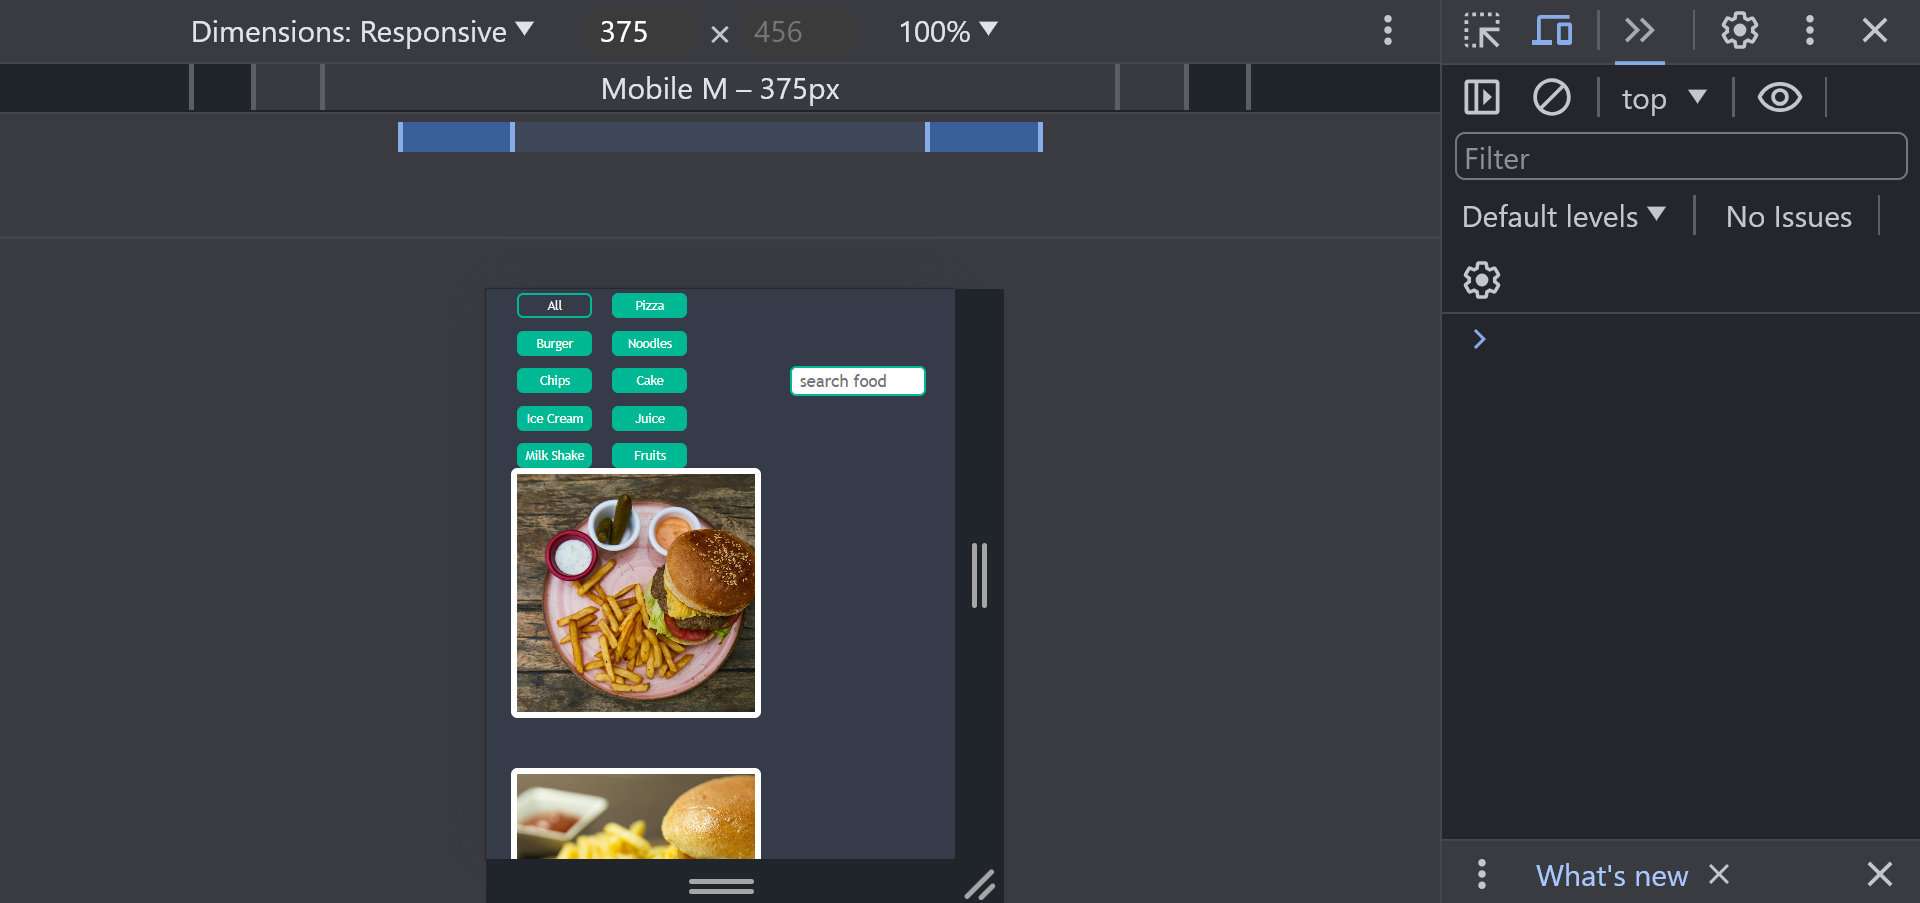 Dimensions: Responsive ▼ 375 × 456 100% ▼
Mobile M – 375px
top ▼
Filter
Default levels ▼ No Issues
All Pizza
Burger Noodles
Chips Cake
search food
Ice Cream Juice
Milk Shake Fruits
What's new